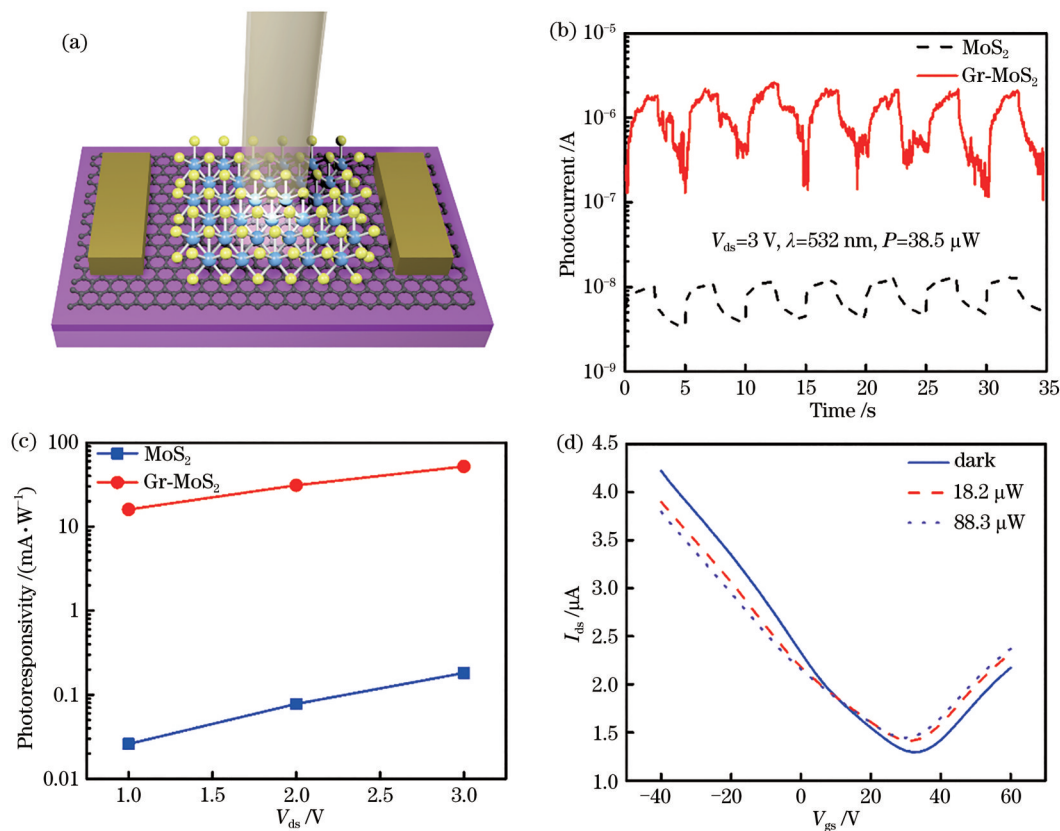 (a)
(b)
10⁻⁵
10⁻⁶
10⁻⁷
10⁻⁸
10⁻⁹
Photocurrent /A
MoS₂
Gr-MoS₂
V_ds=3 V, λ=532 nm, P=38.5 μW
0 5 10 15 20 25 30 35
Time /s
(c)
100
10
1
0.1
0.01
Photoresponsivity /(mA·W⁻¹)
MoS₂
Gr-MoS₂
1.0 1.5 2.0 2.5 3.0
V_ds /V
(d)
4.5
4.0
3.5
3.0
2.5
2.0
1.5
1.0
I_ds /μA
dark
18.2 μW
88.3 μW
−40 −20 0 20 40 60
V_gs /V